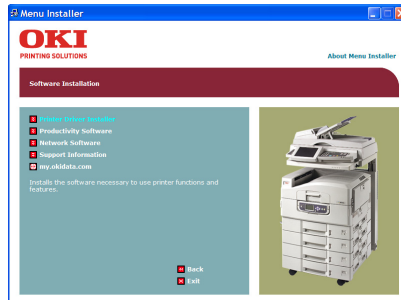 Menu Installer
OKI
PRINTING SOLUTIONS
About Menu Installer
Software Installation
Printer Driver Installer
Productivity Software
Network Software
Support Information
my.okidata.com
Installs the software necessary to use printer functions and
features.
Back
Exit